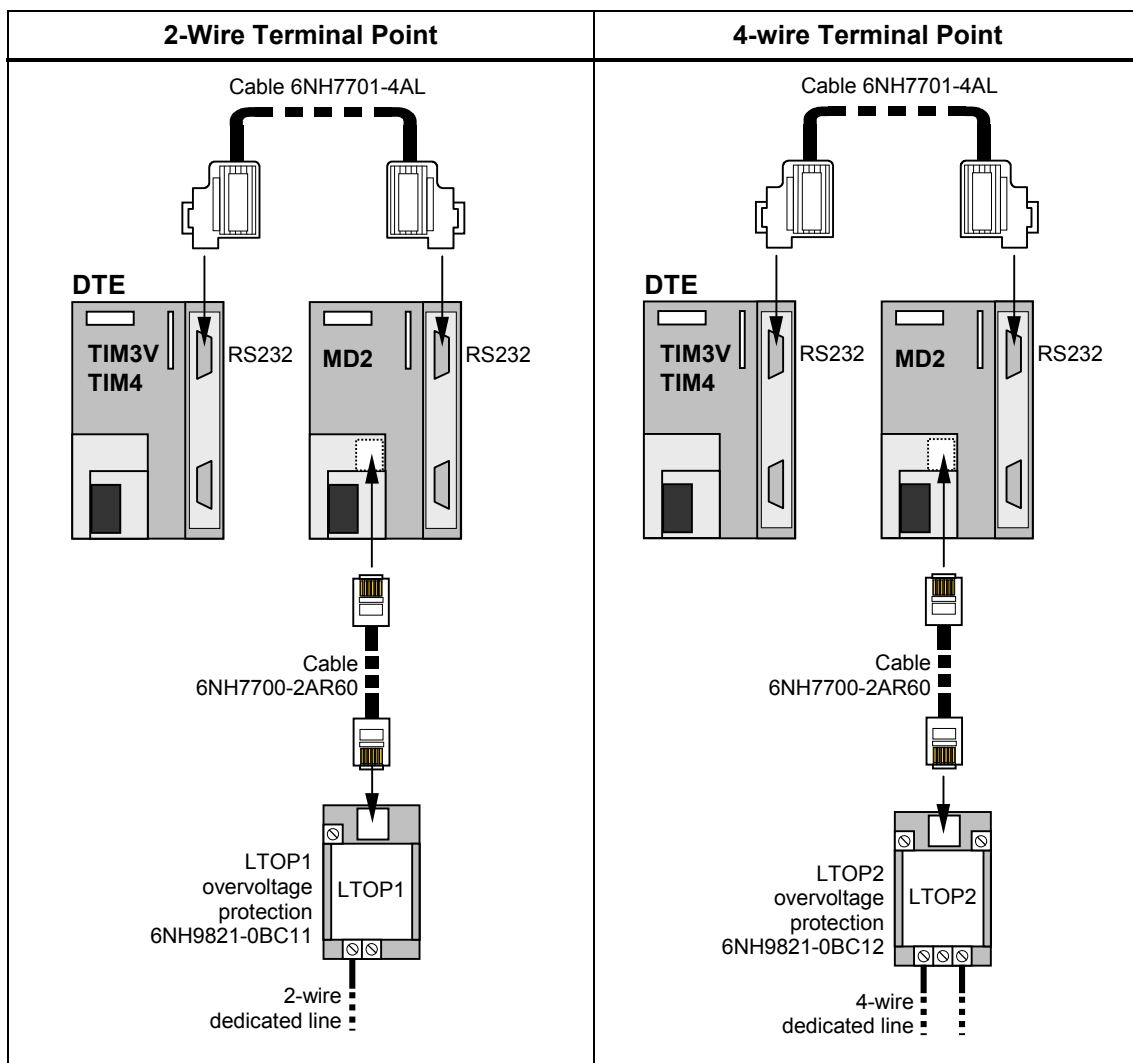 2-Wire Terminal Point
4-wire Terminal Point
Cable 6NH7701-4AL
DTE
TIM3V
TIM4
RS232
MD2
RS232
Cable
6NH7700-2AR60
LTOP1
overvoltage
protection
6NH9821-0BC11
LTOP1
2-wire
dedicated line
Cable 6NH7701-4AL
DTE
TIM3V
TIM4
RS232
MD2
RS232
Cable
6NH7700-2AR60
LTOP2
overvoltage
protection
6NH9821-0BC12
LTOP2
4-wire
dedicated line